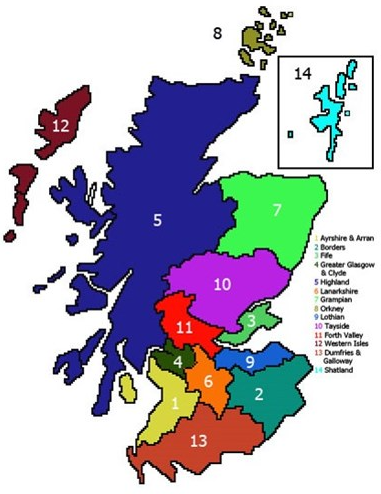 8
14
12
5
7
10
3
11
4
9
6
2
1
13
1 Ayrshire & Arran
2 Borders
3 Fife
4 Greater Glasgow
& Clyde
5 Highland
6 Lanarkshire
7 Grampian
8 Orkney
9 Lothian
10 Tayside
11 Forth Valley
12 Western Isles
13 Dumfries &
Galloway
14 Shatland